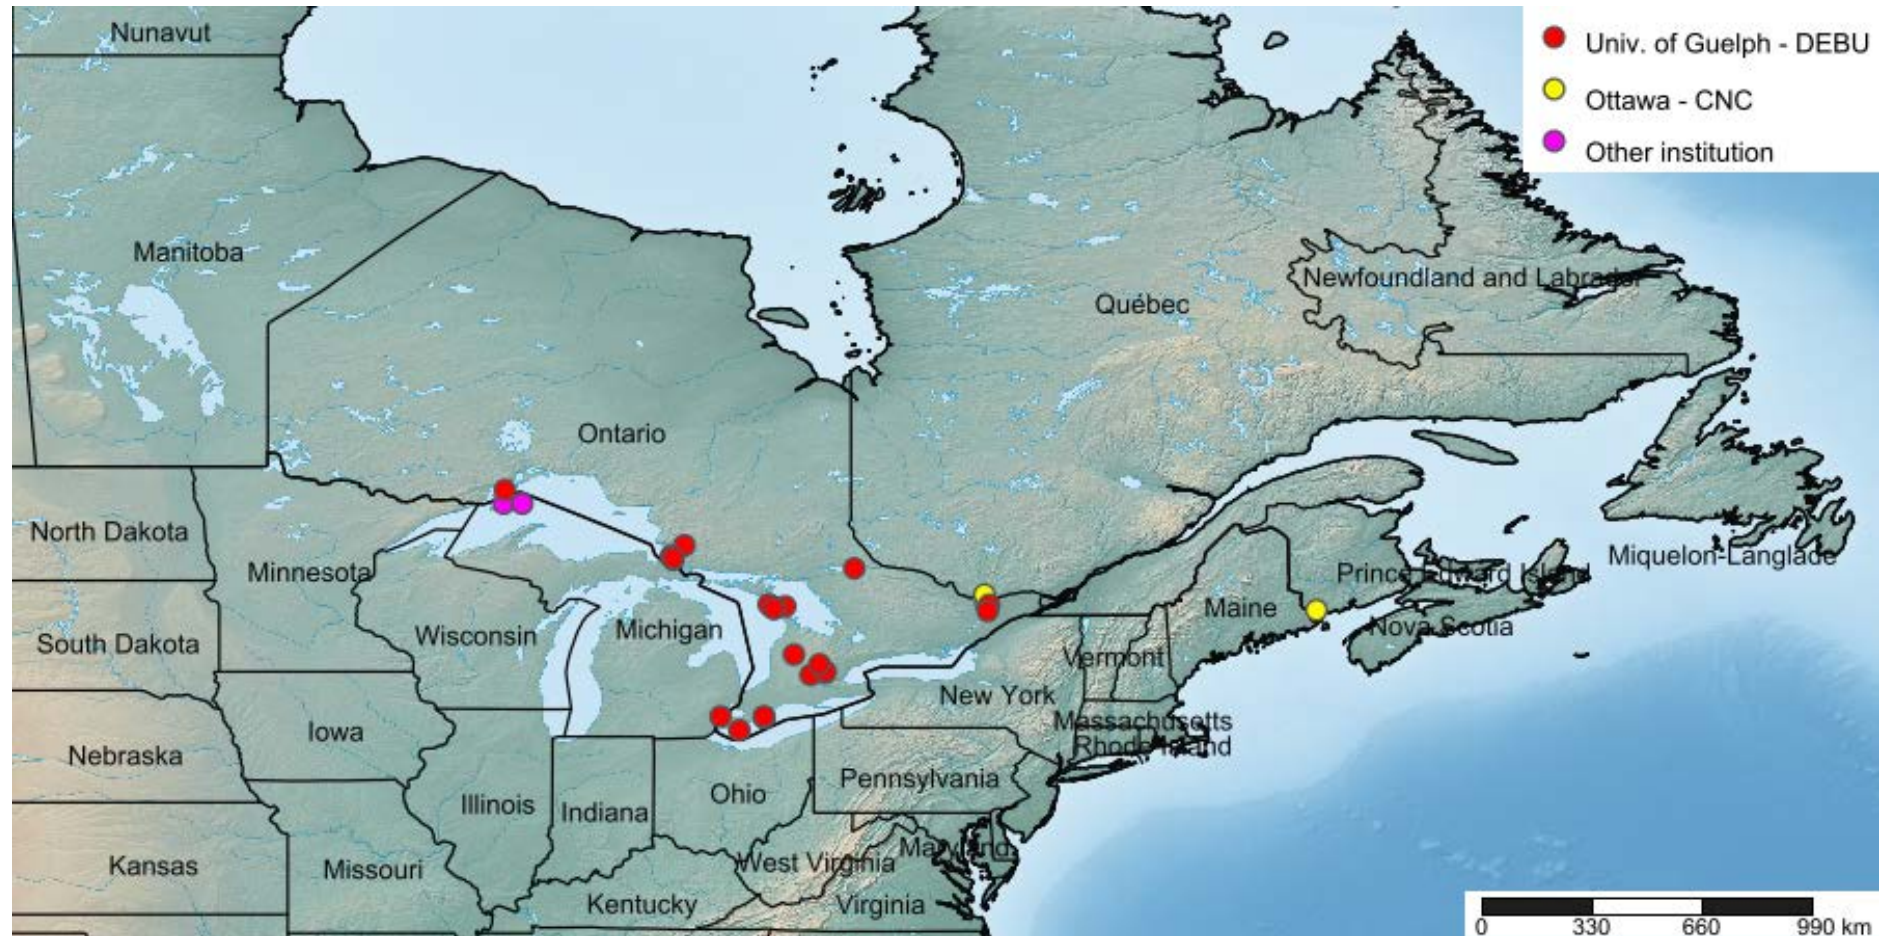 Nunavut
Univ. of Guelph - DEBU
Ottawa - CNC
Other institution
Manitoba
Newfoundland and Labrador
Québec
Ontario
North Dakota
Minnesota
Miquelon-Langlade
Prince Edward Island
Maine
South Dakota
Wisconsin
Michigan
Nova Scotia
Vermont
New York
Iowa
Massachusetts
Rhode Island
Nebraska
Pennsylvania
Illinois
Indiana
Ohio
Maryland
West Virginia
Kansas
Missouri
Kentucky
Virginia
0 330 660 990 km